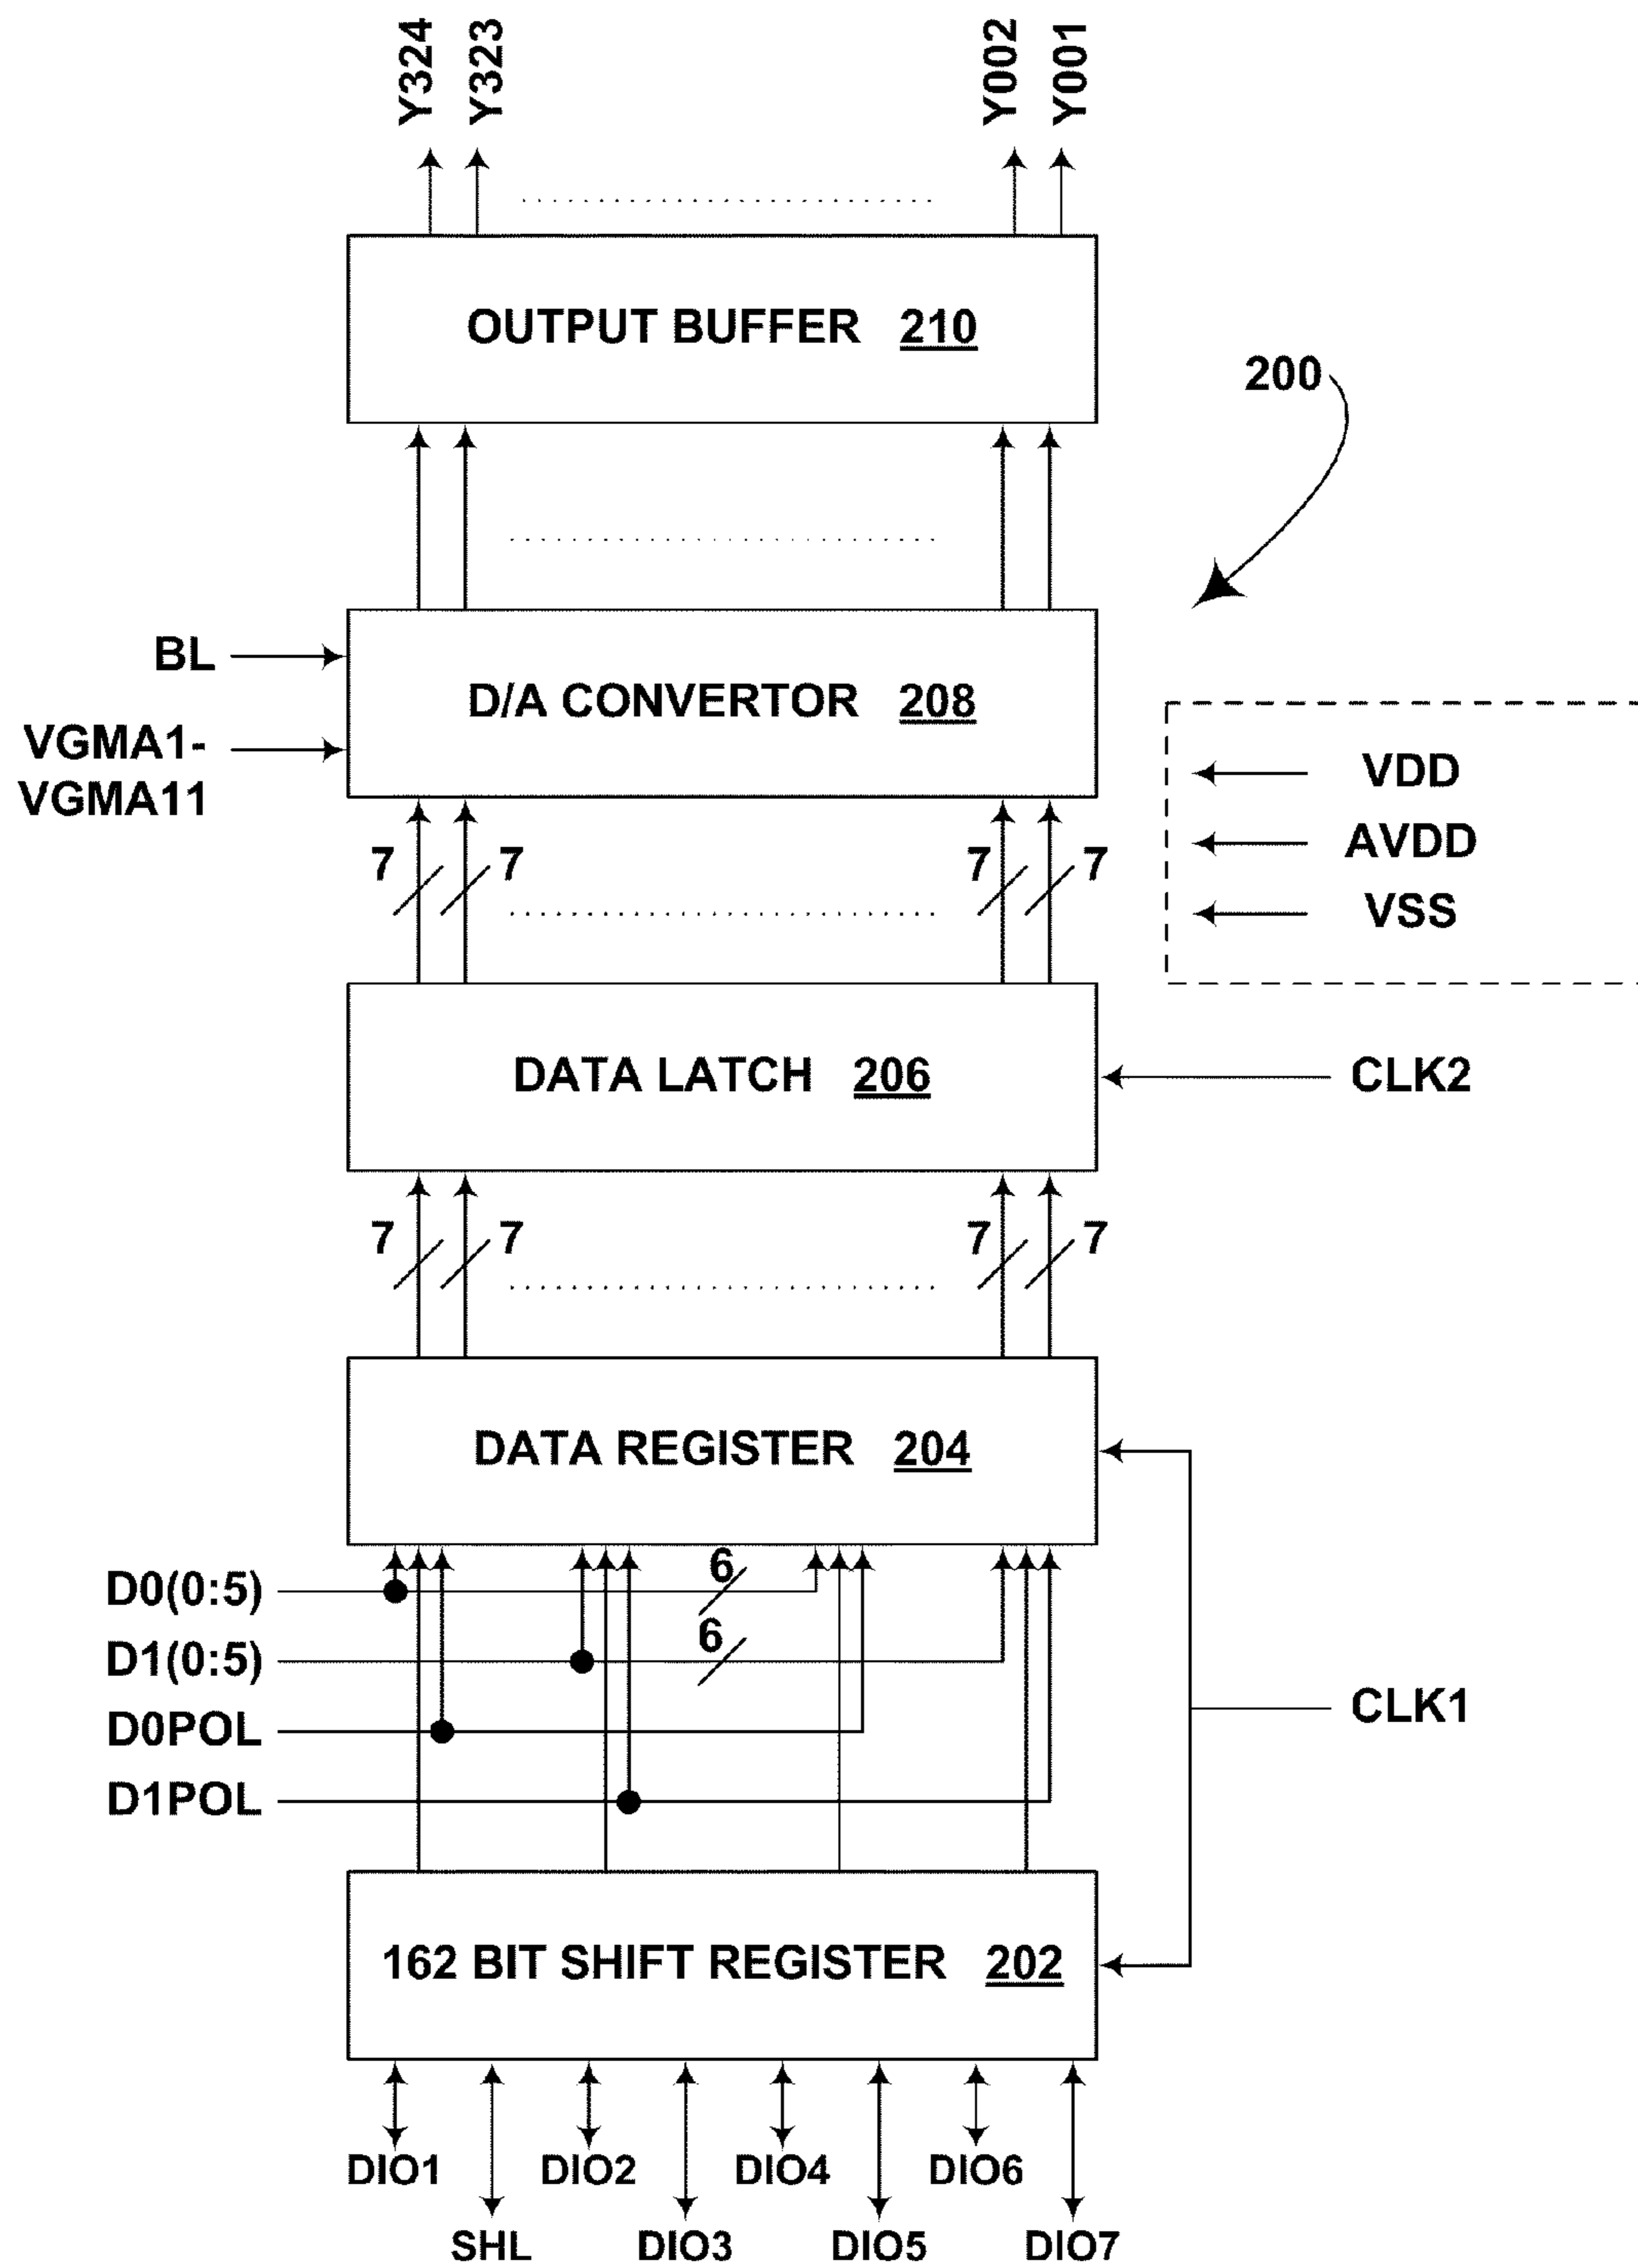 Y324 Y323 Y002 Y001
OUTPUT BUFFER 210
200
BL
D/A CONVERTOR 208
VGMA1-
VGMA11
VDD
AVDD
VSS
7 7 7 7
DATA LATCH 206
CLK2
7 7 7 7
DATA REGISTER 204
6
D0(0:5)
6
D1(0:5)
D0POL
CLK1
D1POL
162 BIT SHIFT REGISTER 202
DIO1 DIO2 DIO4 DIO6
SHL DIO3 DIO5 DIO7